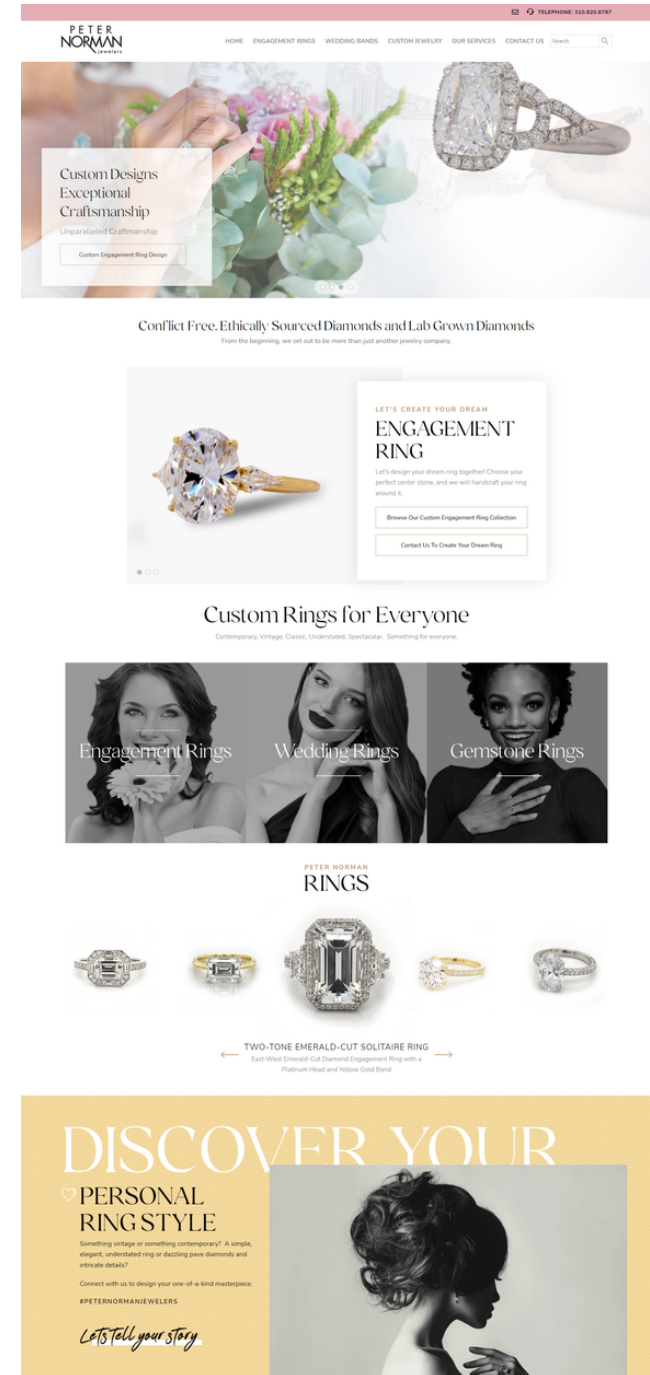 TELEPHONE: 310.820.8787
PETER
NORMAN
jewelers
HOME ENGAGEMENT RINGS WEDDING BANDS CUSTOM JEWELRY OUR SERVICES CONTACT US Search
Custom Designs
Exceptional
Craftsmanship
Unparalleled Craftmanship
Custom Engagement Ring Design
Conflict Free. Ethically Sourced Diamonds and Lab Grown Diamonds
From the beginning, we set out to be more than just another jewelry company.
LET'S CREATE YOUR DREAM
ENGAGEMENT
RING
Let's design your dream ring together! Choose your
perfect center stone, and we will handcraft your ring
around it.
Browse Our Custom Engagement Ring Collection
Contact Us To Create Your Dream Ring
Custom Rings for Everyone
Contemporary, Vintage, Classic, Understated, Spectacular. Something for everyone.
Engagement Rings Wedding Rings Gemstone Rings
PETER NORMAN
RINGS
TWO-TONE EMERALD-CUT SOLITAIRE RING
East-West Emerald-Cut Diamond Engagement Ring with a
Platinum Head and Yellow Gold Band
DISCOVER YOUR
PERSONAL
RING STYLE
Something vintage or something contemporary? A simple,
elegant, understated ring or dazzling pave diamonds and
intricate details?
Connect with us to design your one-of-a-kind masterpiece.
#PETERNORMANJEWELERS
Lets tell your story